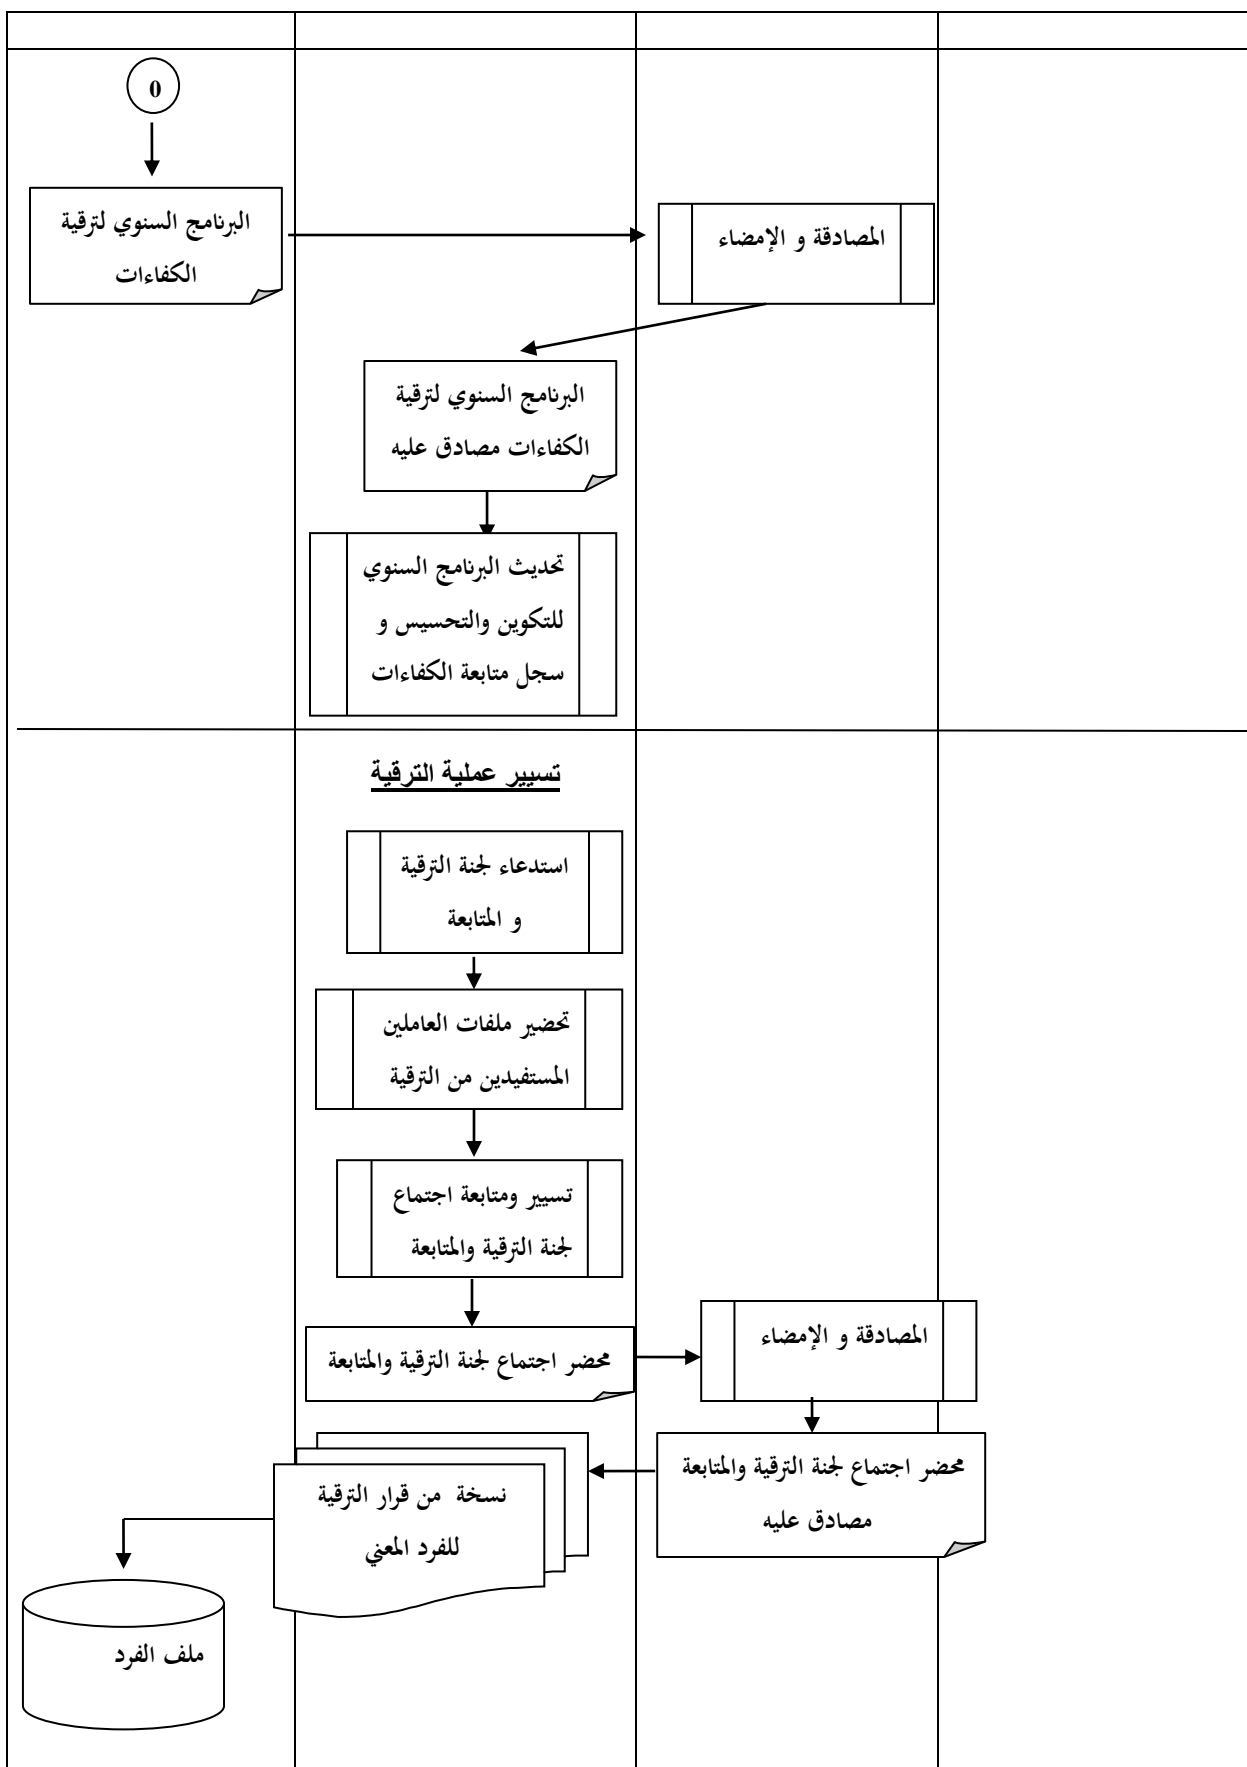 0
البرنامج السنوي لترقية
الكفاءات
المصادقة و الإمضاء
البرنامج السنوي لترقية
الكفاءات مصادق عليه
تحديث البرنامج السنوي
للتكوين والتحسيس و
سجل متابعة الكفاءات
تسيير عملية الترقية
استدعاء لجنة الترقية
و المتابعة
تحضير ملفات العاملين
المستفيدين من الترقية
تسيير ومتابعة اجتماع
لجنة الترقية والمتابعة
محضر اجتماع لجنة الترقية والمتابعة
المصادقة و الإمضاء
محضر اجتماع لجنة الترقية والمتابعة
مصادق عليه
نسخة من قرار الترقية
للفرد المعني
ملف الفرد